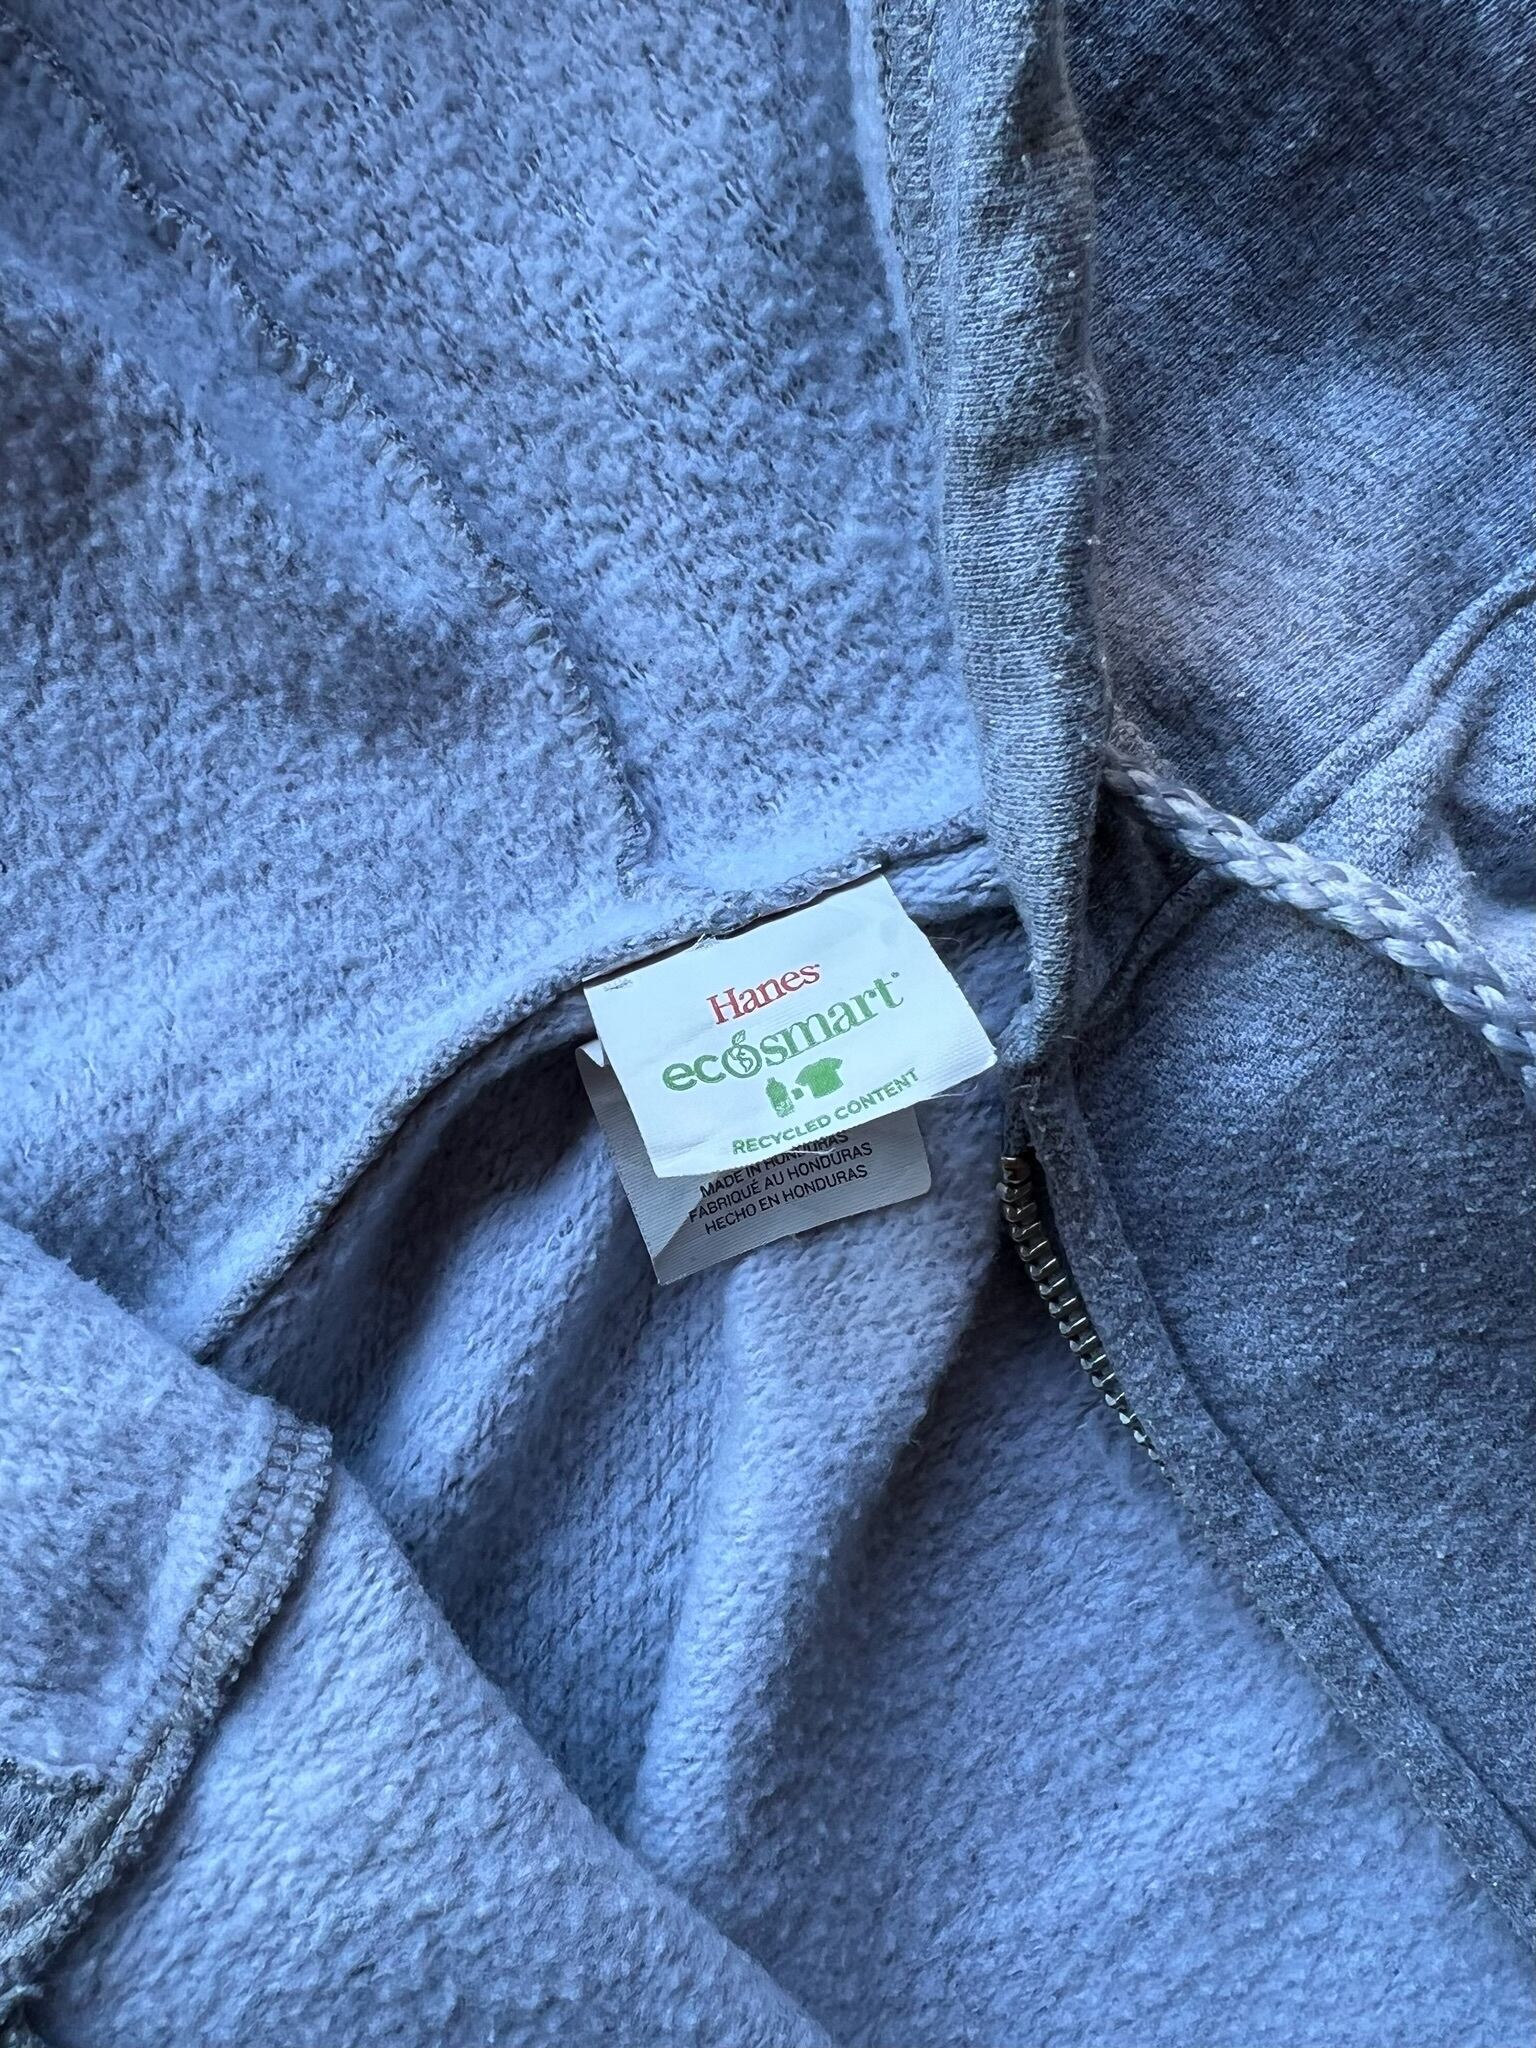 Hanes
ecosmart
RECYCLED CONTENT
MADE IN HONDURAS
FABRIQUÉ AU HONDURAS
HECHO EN HONDURAS